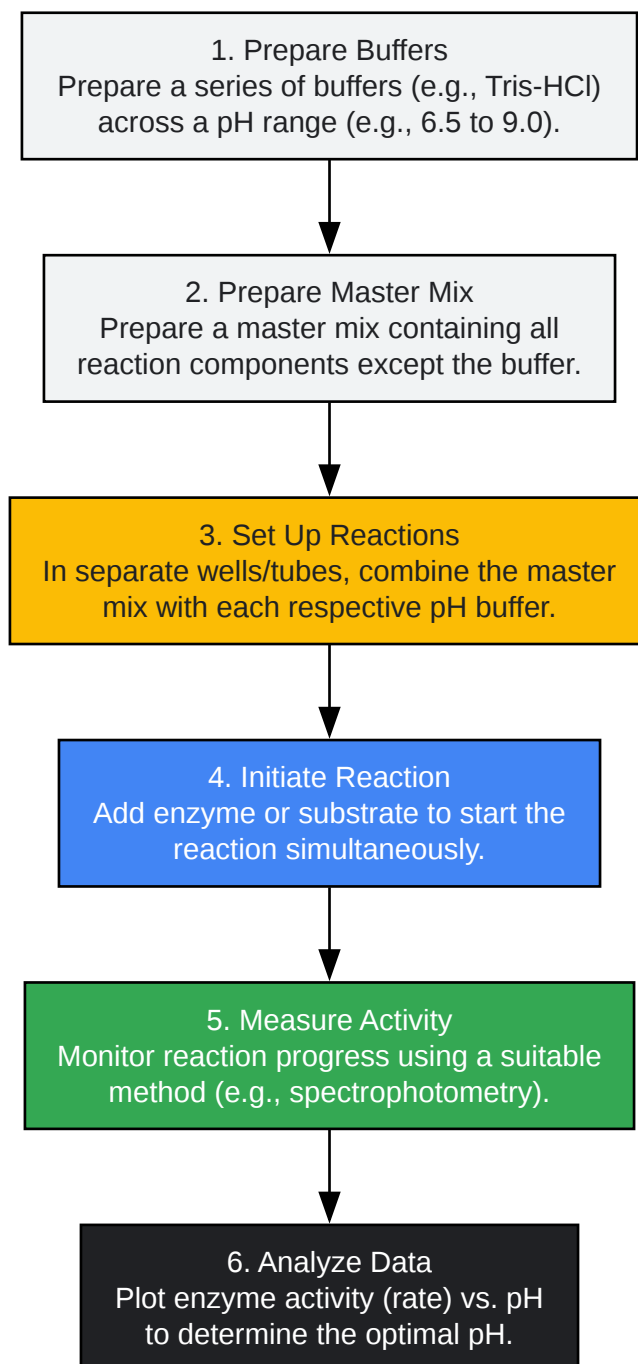 1. Prepare Buffers
Prepare a series of buffers (e.g., Tris-HCl)
across a pH range (e.g., 6.5 to 9.0).
2. Prepare Master Mix
Prepare a master mix containing all
reaction components except the buffer.
3. Set Up Reactions
In separate wells/tubes, combine the master
mix with each respective pH buffer.
4. Initiate Reaction
Add enzyme or substrate to start the
reaction simultaneously.
5. Measure Activity
Monitor reaction progress using a suitable
method (e.g., spectrophotometry).
6. Analyze Data
Plot enzyme activity (rate) vs. pH
to determine the optimal pH.